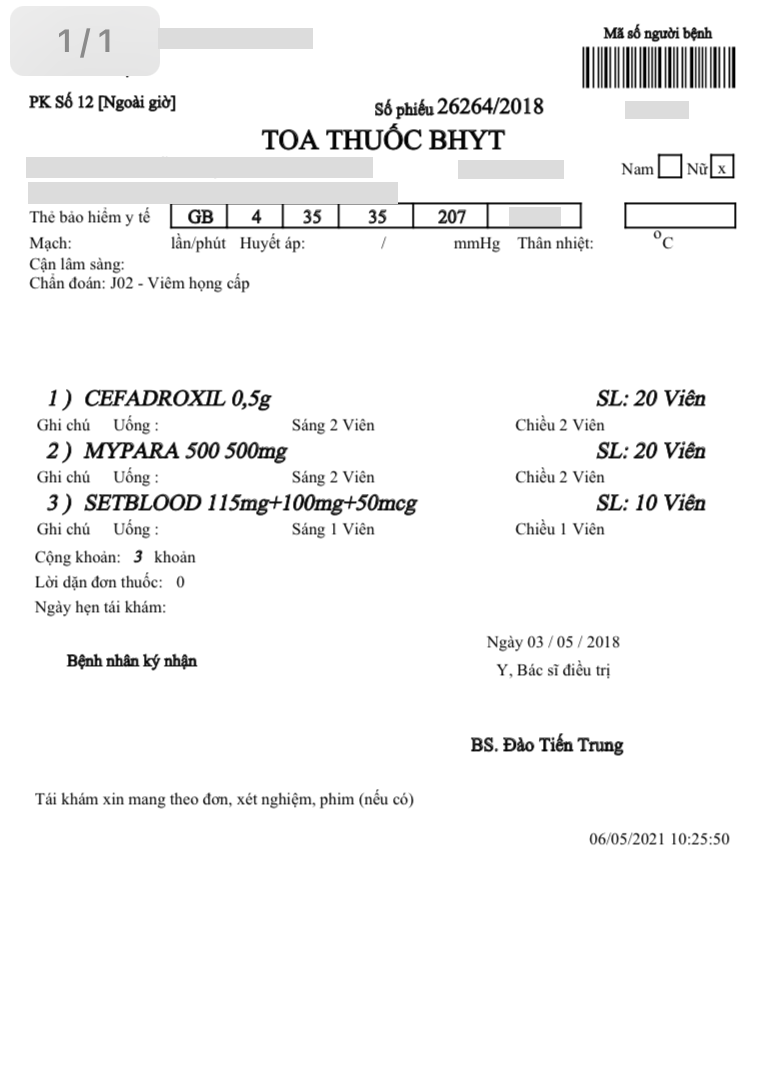 1/1
Mã số người bệnh
PK Số 12 [Ngoài giờ]
Số phiếu 26264/2018
TOA THUỐC BHYT
Nam Nữ x
Thẻ bảo hiểm y tế GB 4 35 35 207
Mạch: lần/phút Huyết áp: / mmHg Thân nhiệt: °C
Cận lâm sàng:
Chẩn đoán: J02 - Viêm họng cấp
1 ) CEFADROXIL 0,5g SL: 20 Viên
Ghi chú Uống : Sáng 2 Viên Chiều 2 Viên
2 ) MYPARA 500 500mg SL: 20 Viên
Ghi chú Uống : Sáng 2 Viên Chiều 2 Viên
3 ) SETBLOOD 115mg+100mg+50mcg SL: 10 Viên
Ghi chú Uống : Sáng 1 Viên Chiều 1 Viên
Cộng khoản: 3 khoản
Lời dặn đơn thuốc: 0
Ngày hẹn tái khám:
Ngày 03 / 05 / 2018
Bệnh nhân ký nhận
Y, Bác sĩ điều trị
BS. Đào Tiến Trung
Tái khám xin mang theo đơn, xét nghiệm, phim (nếu có)
06/05/2021 10:25:50